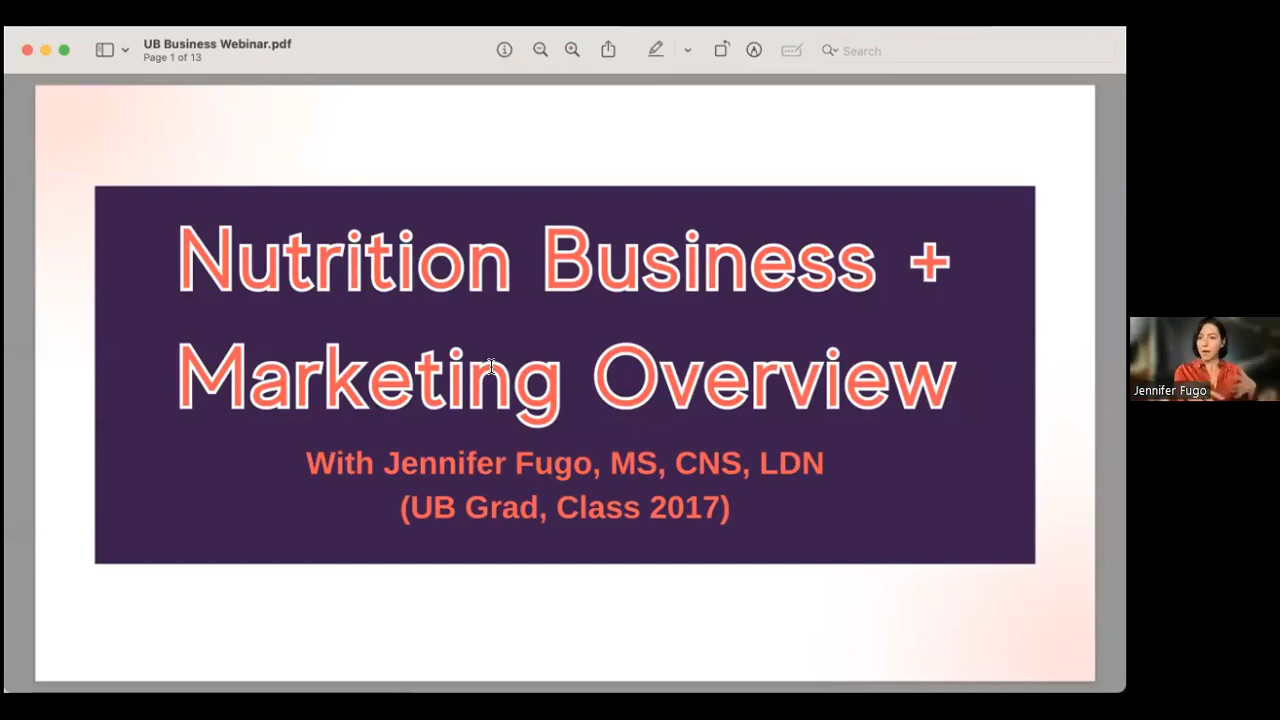 UB Business Webinar.pdf
Page 1 of 13
Search
Nutrition Business +
Marketing Overview
With Jennifer Fugo, MS, CNS, LDN
(UB Grad, Class 2017)
Jennifer Fugo